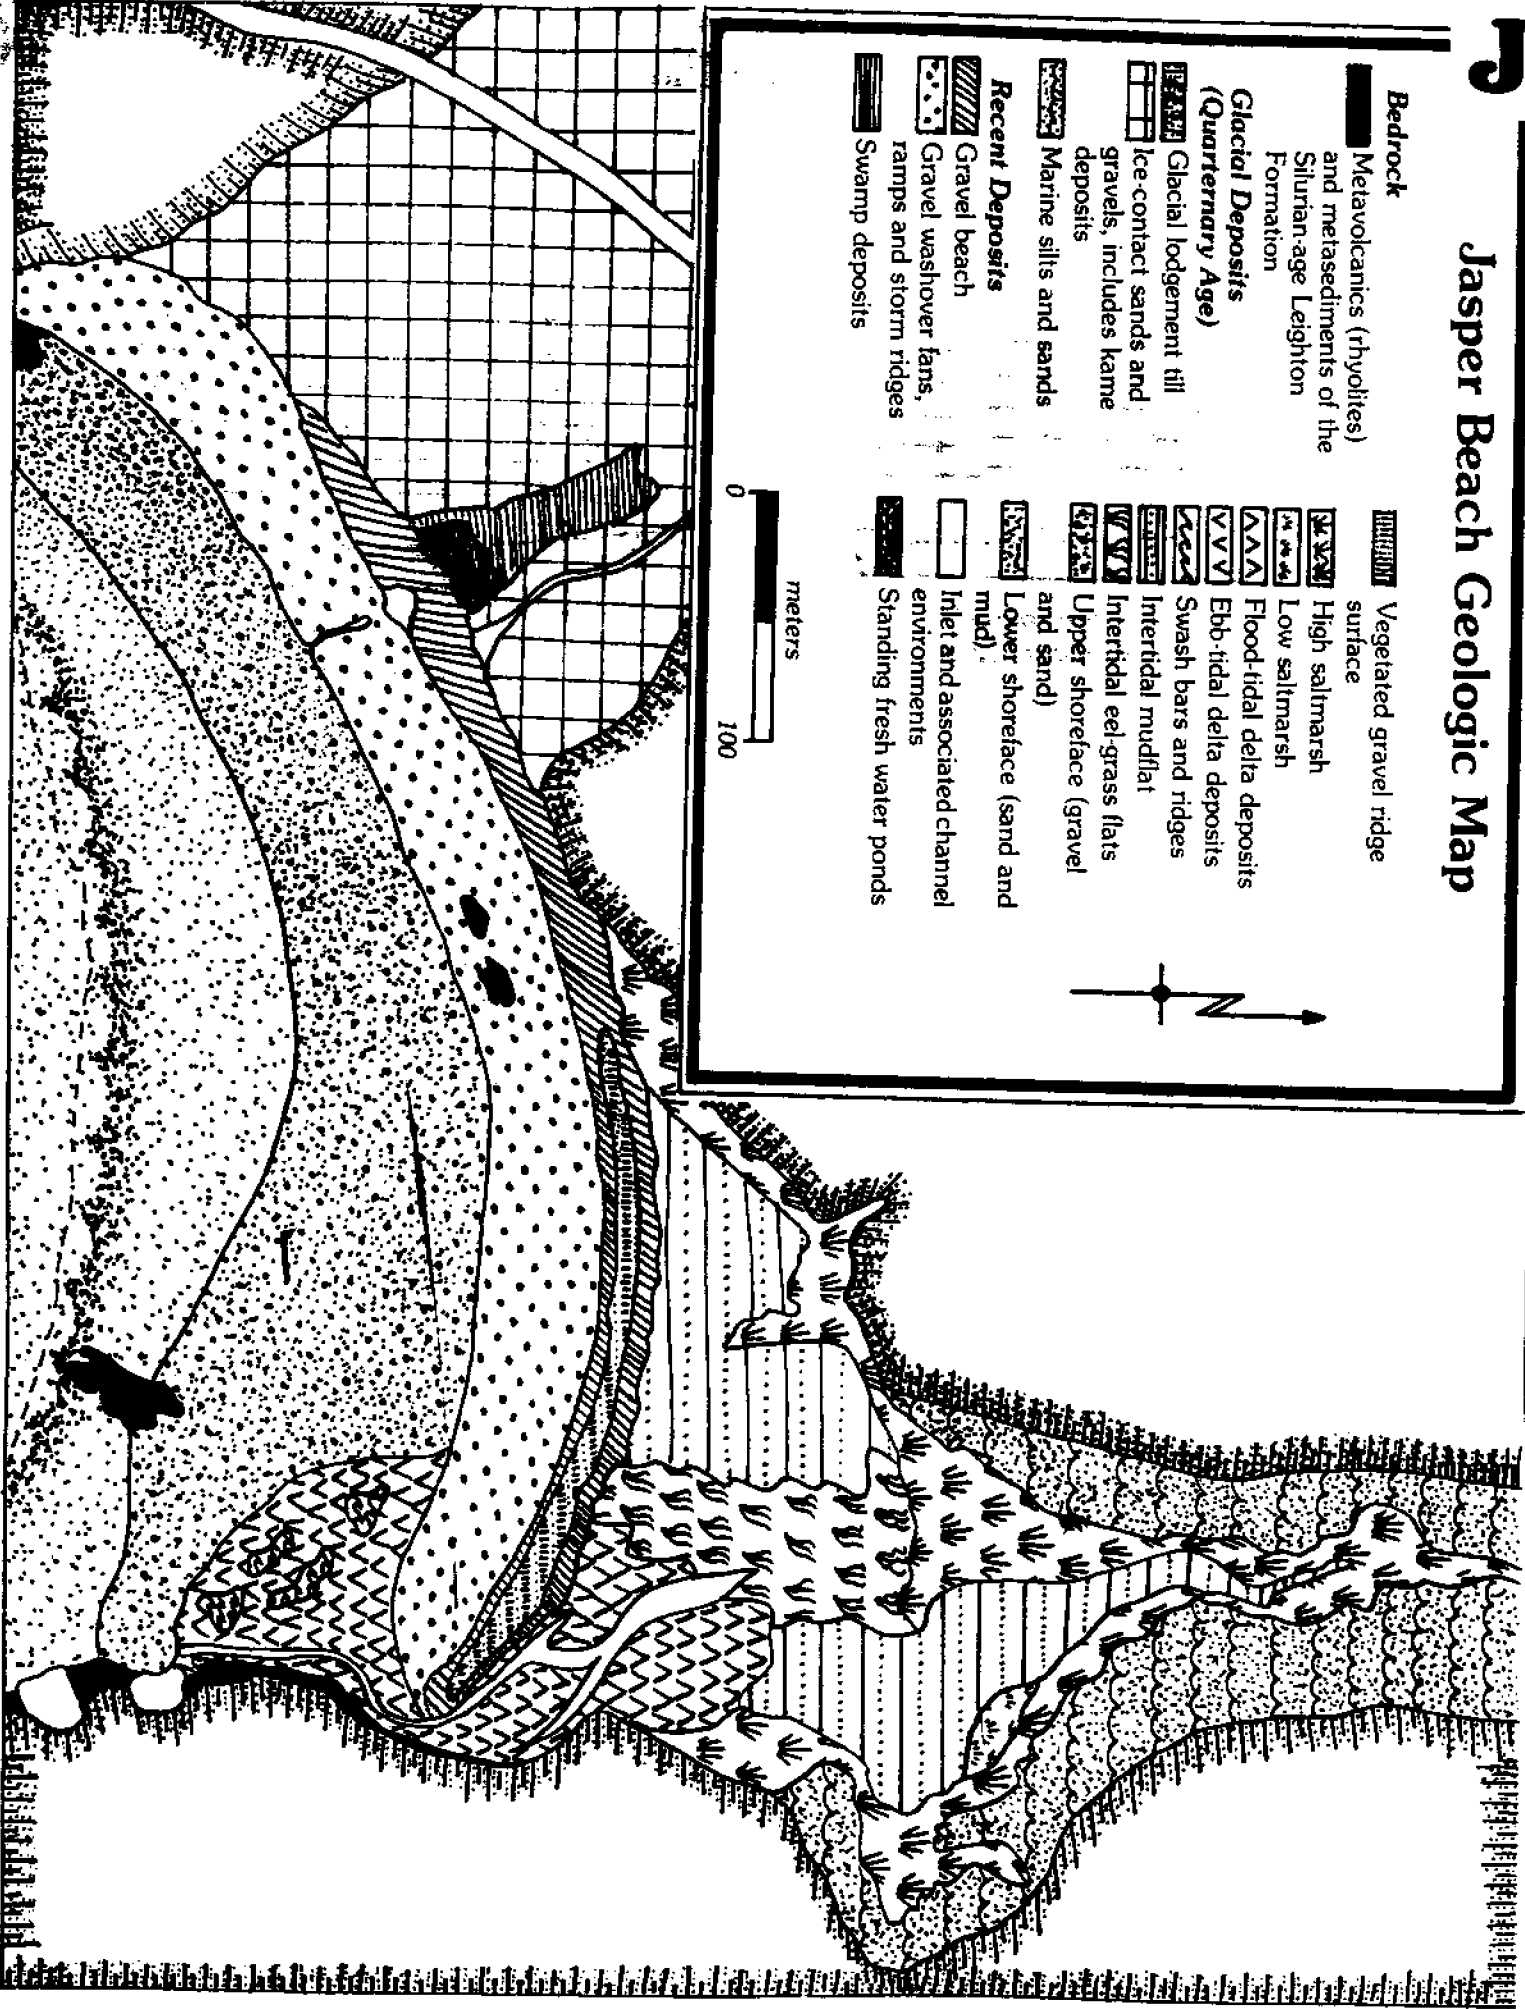 J
Jasper Beach Geologic Map
Bedrock
Metavolcanics (rhyolites)
and metasediments of the
Silurian-age Leighton
Formation
Glacial Deposits
(Quarternary Age)
Glacial lodgement till
Ice-contact sands and
gravels, includes kame
deposits
Marine silts and sands
Recent Deposits
Gravel beach
Gravel washover fans,
ramps and storm ridges
Swamp deposits
Vegetated gravel ridge
surface
High saltmarsh
Low saltmarsh
Flood-tidal delta deposits
Ebb-tidal delta deposits
Swash bars and ridges
Intertidal mudflat
Intertidal eel-grass flats
Upper shoreface (gravel
and sand)
Lower shoreface (sand and
mud)
Inlet and associated channel
environments
Standing fresh water ponds
N
meters
0 100